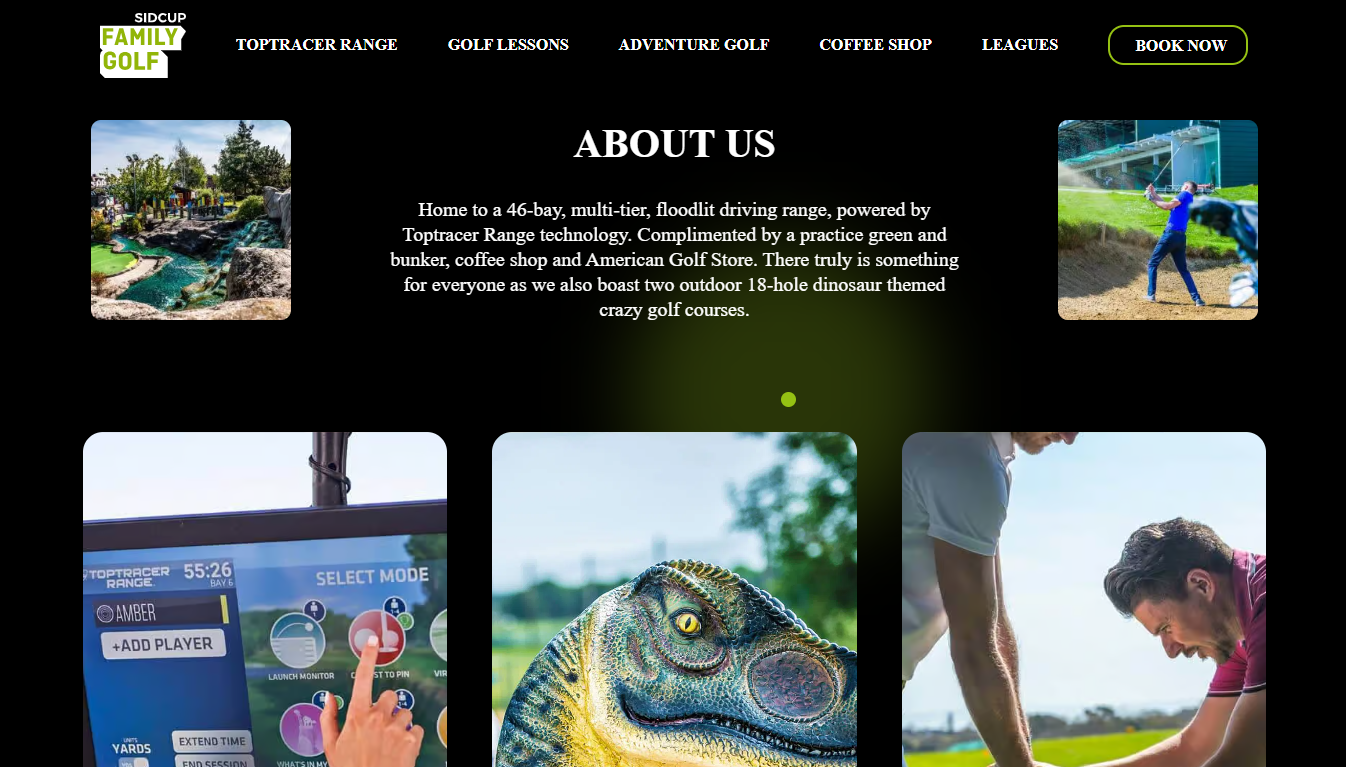 SIDCUP
FAMILY
GOLF
TOPTRACER RANGE
GOLF LESSONS
ADVENTURE GOLF
COFFEE SHOP
LEAGUES
BOOK NOW
ABOUT US
Home to a 46-bay, multi-tier, floodlit driving range, powered by
Toptracer Range technology. Complimented by a practice green and
bunker, coffee shop and American Golf Store. There truly is something
for everyone as we also boast two outdoor 18-hole dinosaur themed
crazy golf courses.
TOPTRACER
RANGE
55:26
BAY 6
SELECT MODE
AMBER
+ADD PLAYER
LAUNCH MONITOR
ST TO PIN
UNITS
YARDS
EXTEND TIME
END SESSION
WHAT'S IN MY